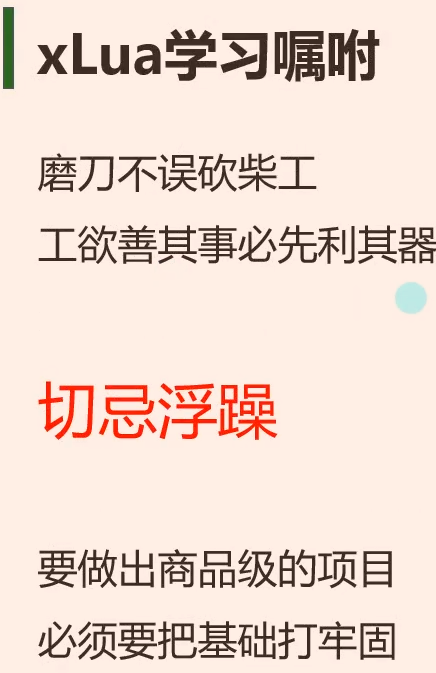 xLua学习嘱咐
磨刀不误砍柴工
工欲善其事必先利其器
切忌浮躁
要做出商品级的项目
必须要把基础打牢固